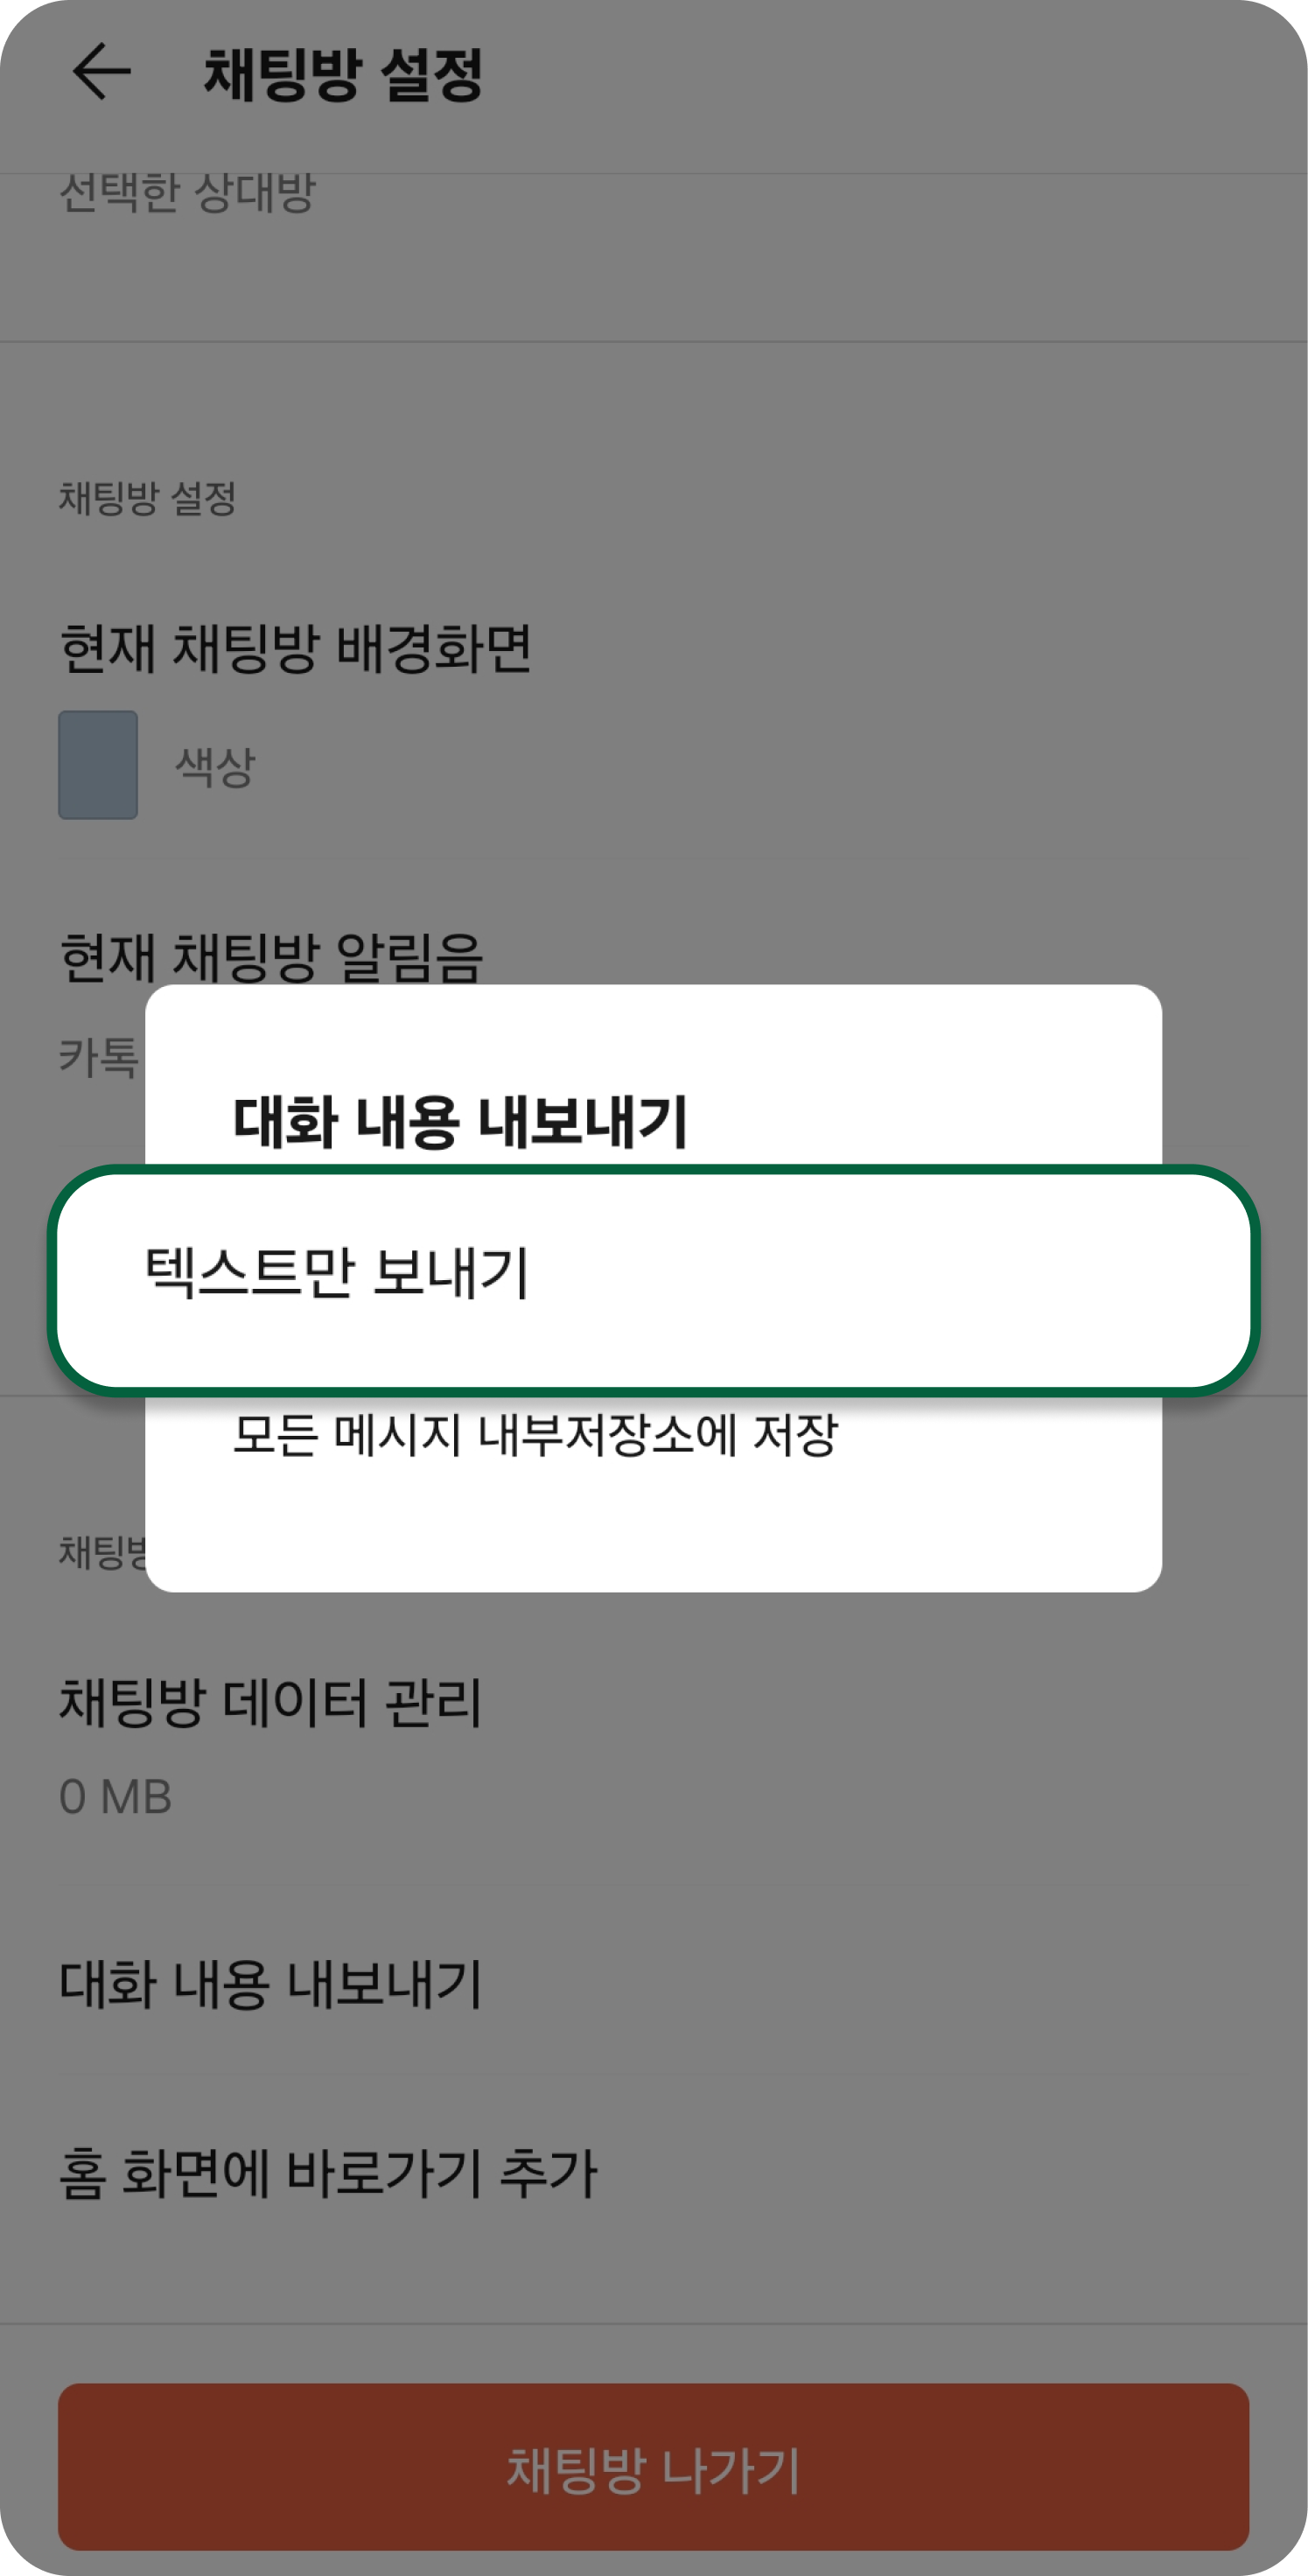 채팅방 설정
선택한 상대방
채팅방 설정
현재 채팅방 배경화면
색상
현재 채팅방 알림음
카톡
대화 내용 내보내기
텍스트만 보내기
모든 메시지 내부저장소에 저장
채팅방
채팅방 데이터 관리
0 MB
대화 내용 내보내기
홈 화면에 바로가기 추가
채팅방 나가기